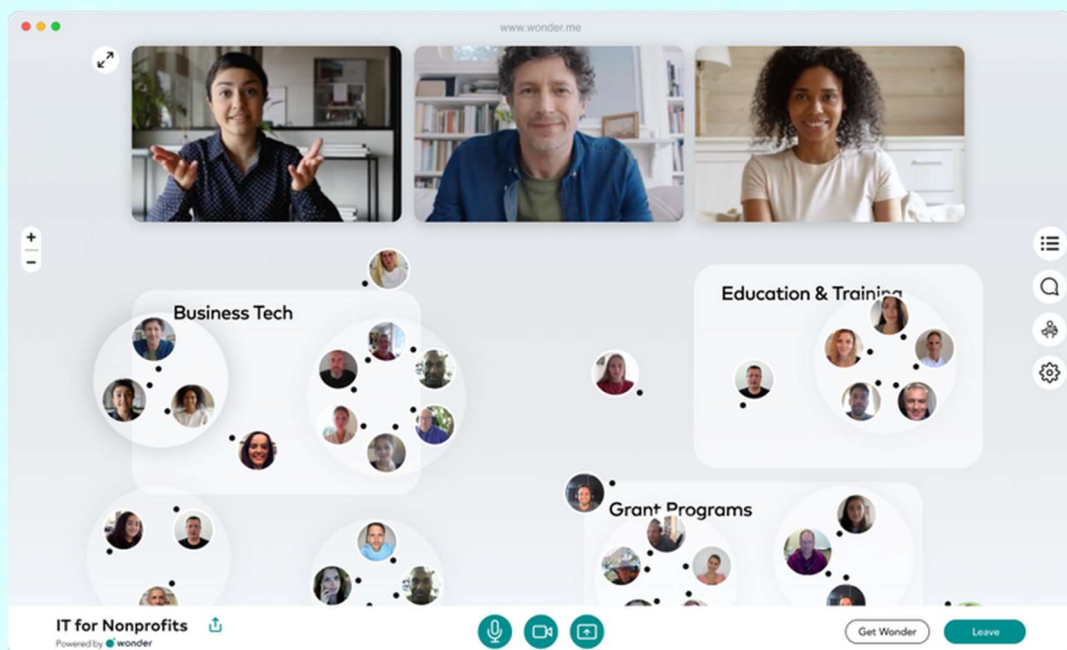 www.wonder.me
Business Tech
Education & Training
Grant Programs
IT for Nonprofits
Powered by wonder
Get Wonder
Leave